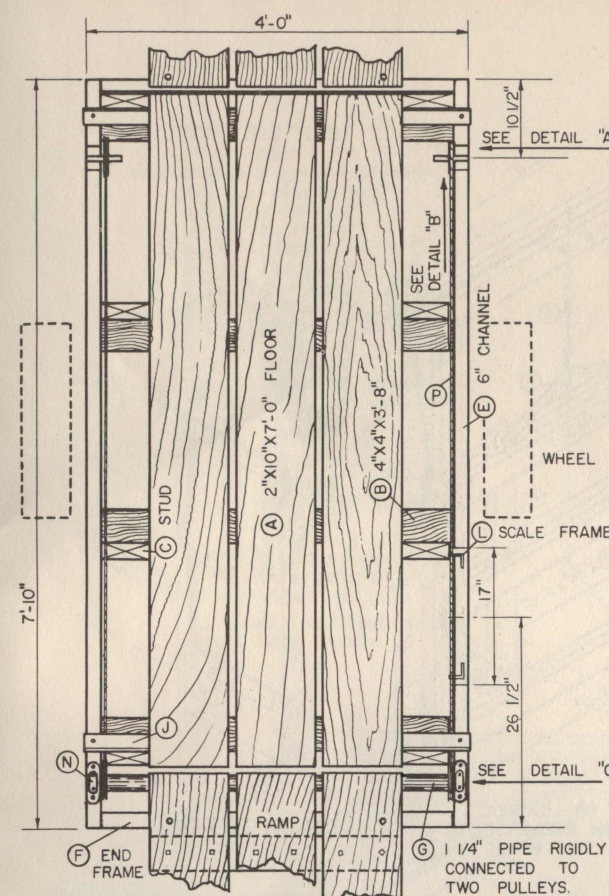 4'-0"
10 1/2"
SEE DETAIL "A
SEE
DETAIL "B"
7'-10"
STUD
C
A 2"X10"X7'-0" FLOOR
B 4"X4"X3'-8"
P
E 6" CHANNEL
WHEEL
L SCALE FRAME
17"
26 1/2"
J
N
SEE DETAIL "C
RAMP
F END
FRAME
G 1 1/4" PIPE RIGIDLY
CONNECTED TO
TWO PULLEYS.